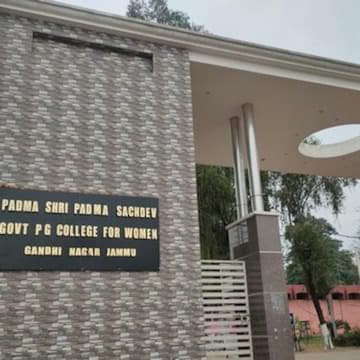 PADMA SHRI PADMA SACHDEV
GOVT P G COLLEGE FOR WOMEN
GANDHI NAGAR JAMMU